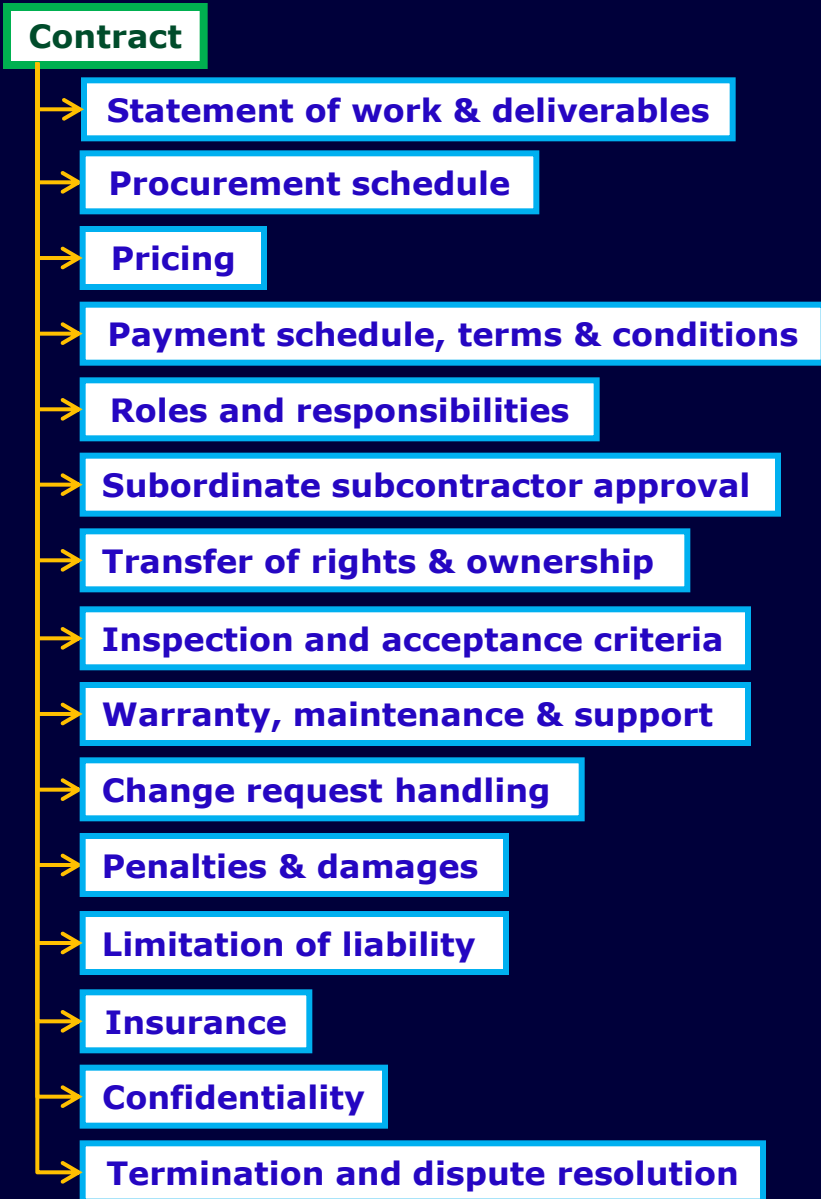 Contract
Statement of work & deliverables
Procurement schedule
Pricing
Payment schedule, terms & conditions
Roles and responsibilities
Subordinate subcontractor approval
Transfer of rights & ownership
Inspection and acceptance criteria
Warranty, maintenance & support
Change request handling
Penalties & damages
Limitation of liability
Insurance
Confidentiality
Termination and dispute resolution